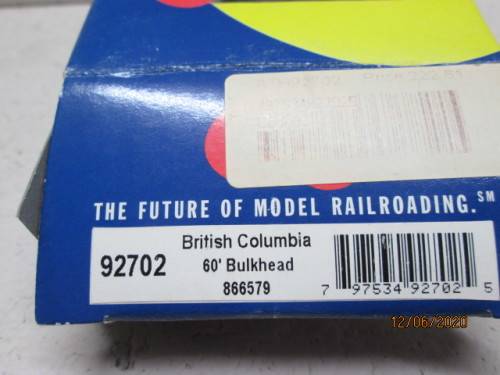 THE FUTURE OF MODEL RAILROADING.SM
92702
British Columbia
60' Bulkhead
866579
7 97534 92702 5
12/06/2020